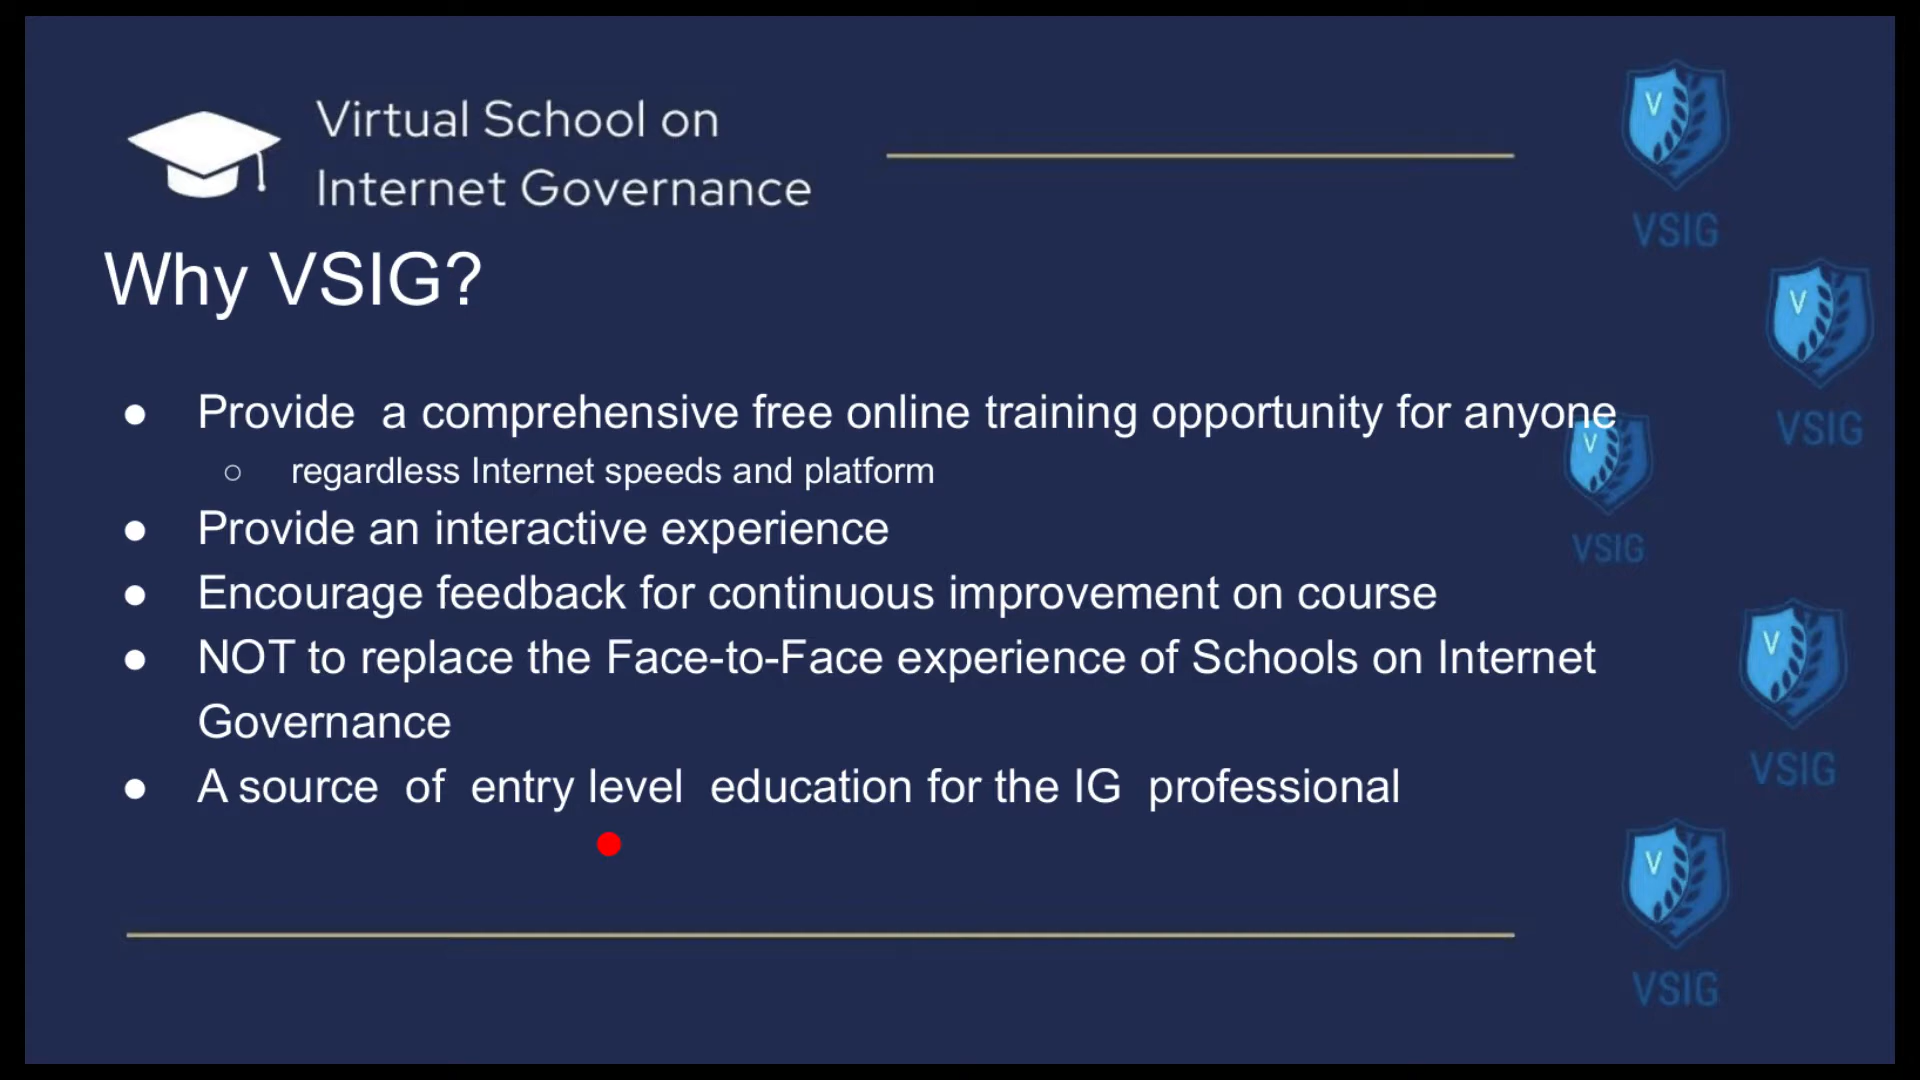 Virtual School on
Internet Governance
Why VSIG?
● Provide  a comprehensive free online training opportunity for anyone
○ regardless Internet speeds and platform
● Provide an interactive experience
● Encourage feedback for continuous improvement on course
● NOT to replace the Face-to-Face experience of Schools on Internet
Governance
● A source  of  entry level  education for the IG  professional
V
VSIG
V
VSIG
V
VSIG
V
VSIG
V
VSIG